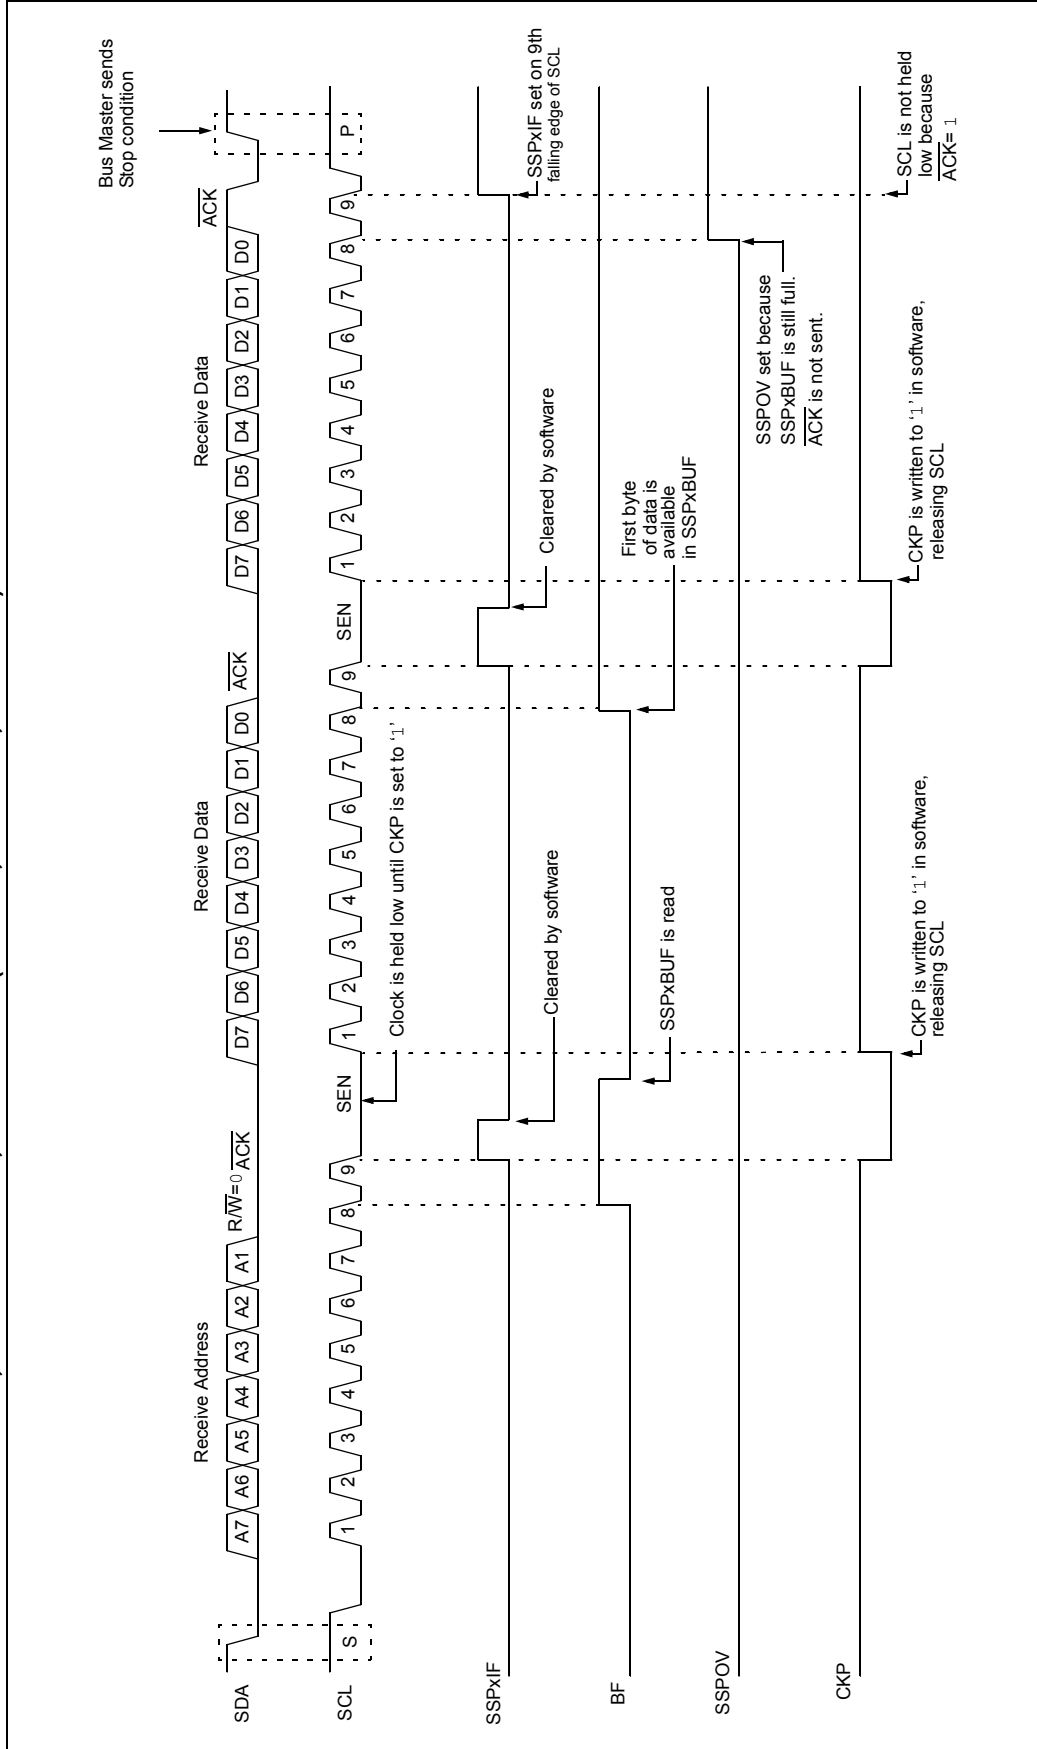 Bus Master sends
Stop condition
Receive Address
Receive Data
Receive Data
SDA
A7 A6 A5 A4 A3 A2 A1 R/W=0 ACK D7 D6 D5 D4 D3 D2 D1 D0 ACK D7 D6 D5 D4 D3 D2 D1 D0 ACK
SCL
S 1 2 3 4 5 6 7 8 9 SEN 1 2 3 4 5 6 7 8 9 SEN 1 2 3 4 5 6 7 8 9 P
Clock is held low until CKP is set to ‘1’
SSPxIF
Cleared by software
Cleared by software
SSPxIF set on 9th
falling edge of SCL
BF
SSPxBUF is read
First byte
of data is
available
in SSPxBUF
SSPOV
SSPOV set because
SSPxBUF is still full.
ACK is not sent.
CKP
CKP is written to ‘1’ in software,
releasing SCL
CKP is written to ‘1’ in software,
releasing SCL
SCL is not held
low because
ACK= 1